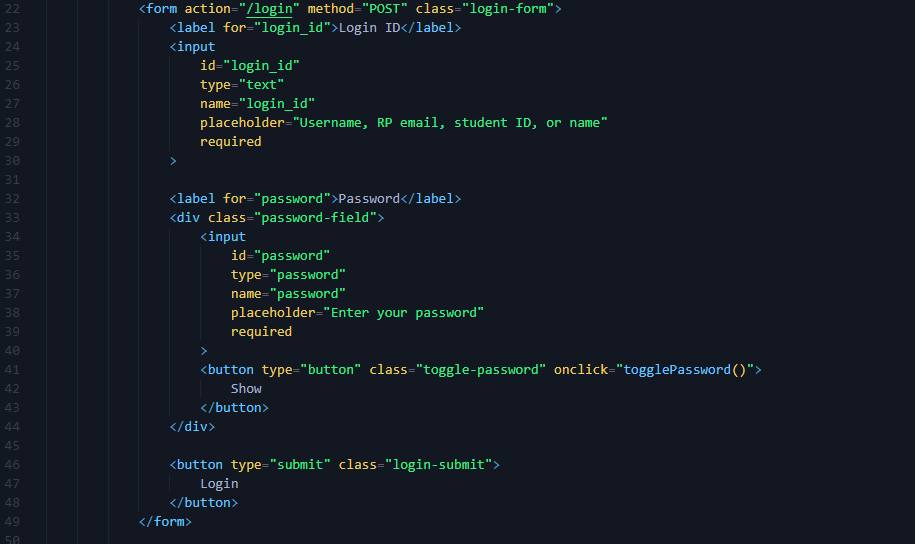 22 <form action="/login" method="POST" class="login-form">
23 <label for="login_id">Login ID</label>
24 <input
25 id="login_id"
26 type="text"
27 name="login_id"
28 placeholder="Username, RP email, student ID, or name"
29 required
30 >
31
32 <label for="password">Password</label>
33 <div class="password-field">
34 <input
35 id="password"
36 type="password"
37 name="password"
38 placeholder="Enter your password"
39 required
40 >
41 <button type="button" class="toggle-password" onclick="togglePassword()">
42 Show
43 </button>
44 </div>
45
46 <button type="submit" class="login-submit">
47 Login
48 </button>
49 </form>
50